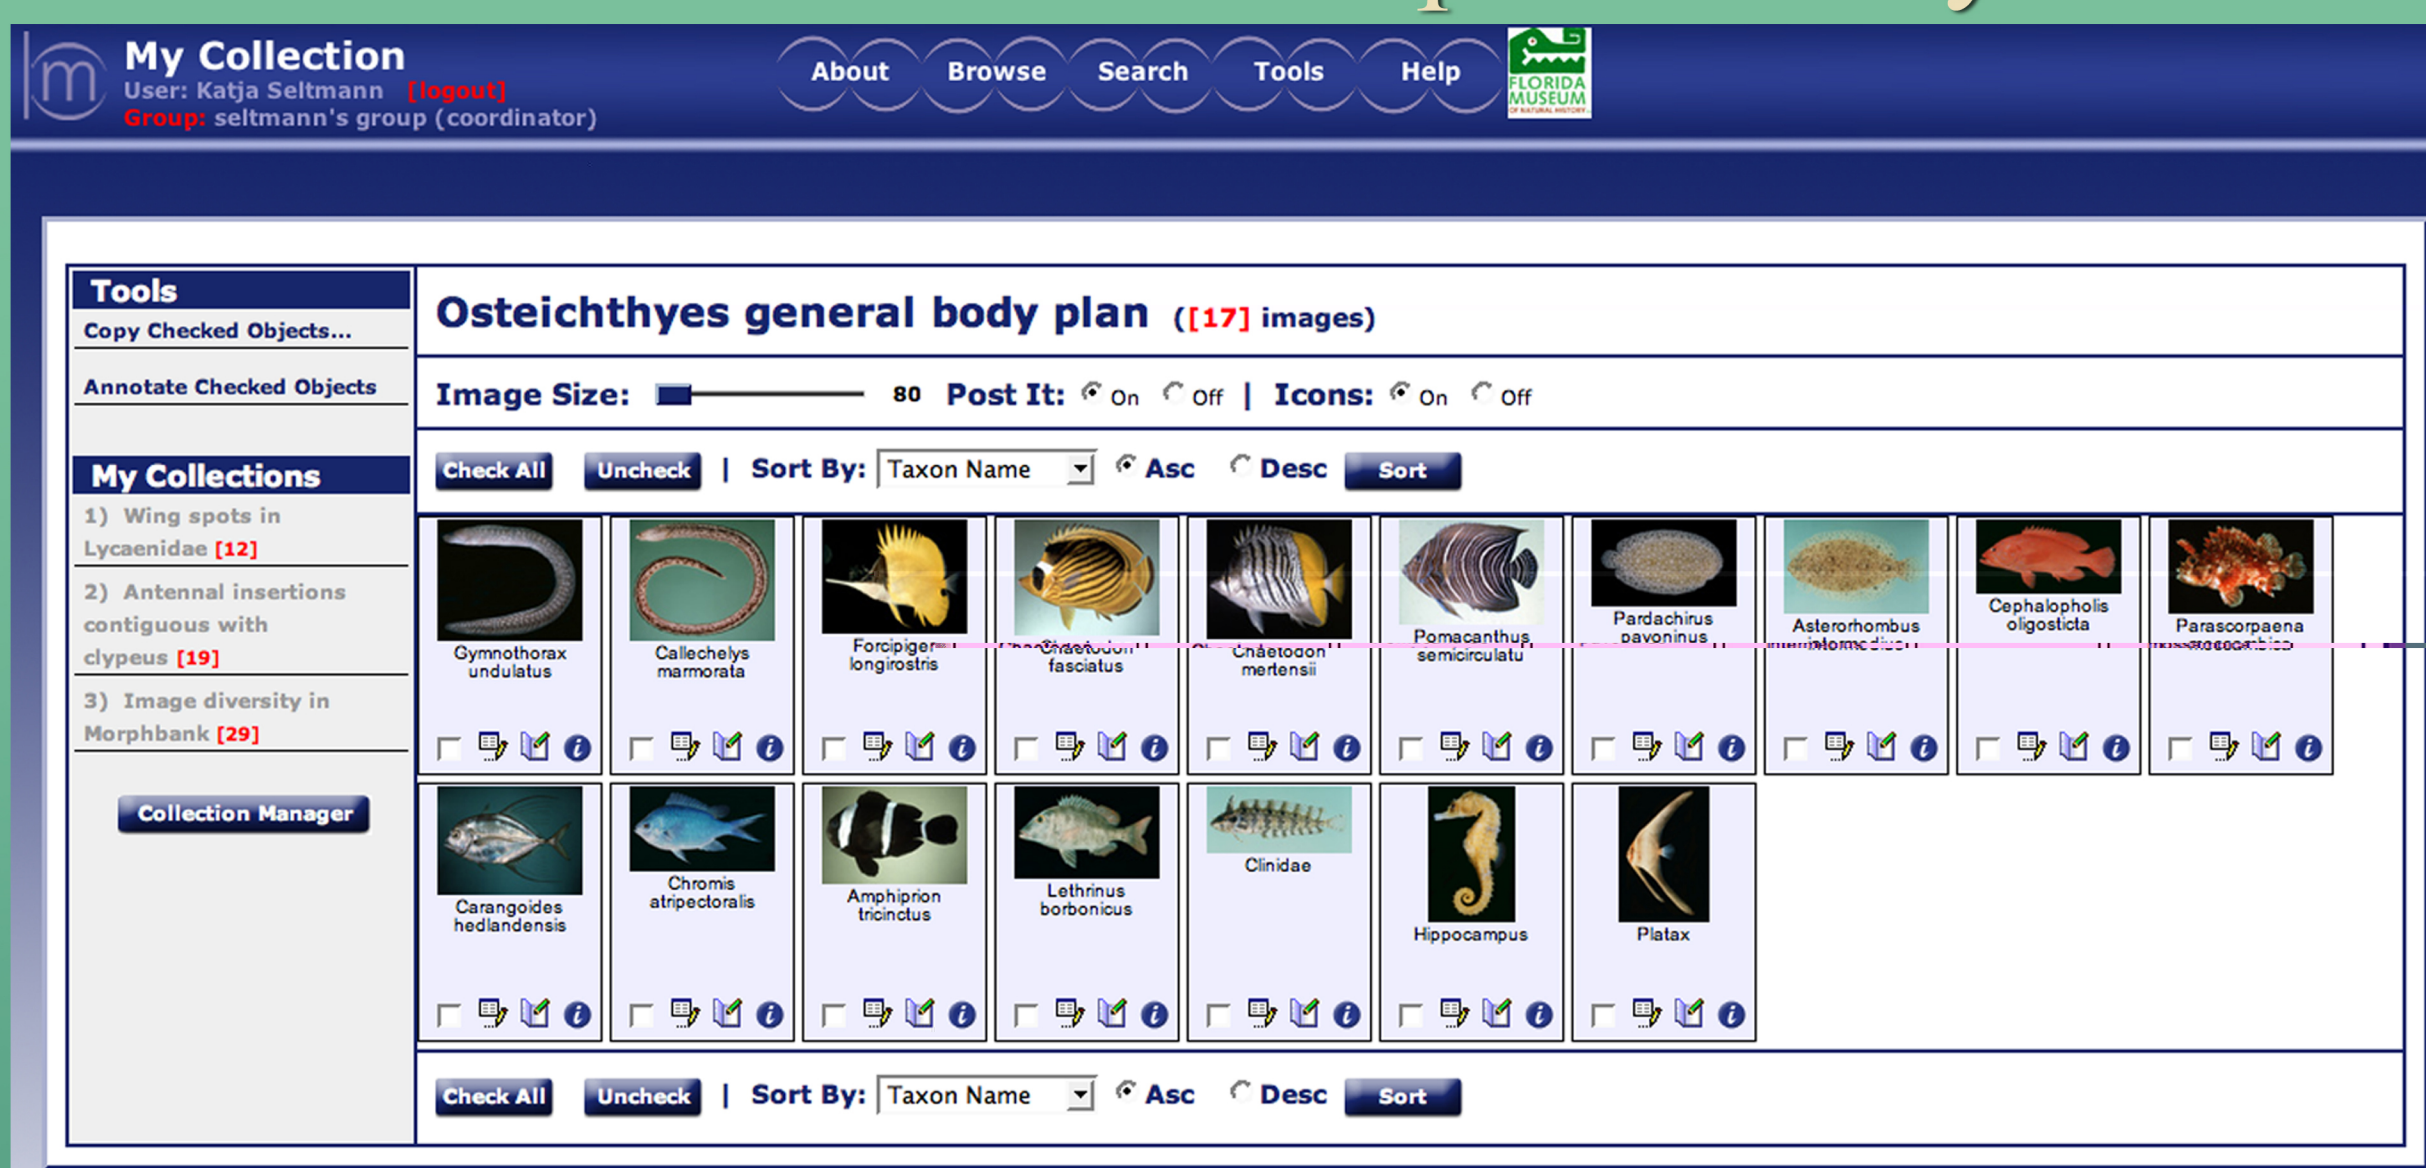 My Collection
User: Katja Seltmann [logout]
Group: seltmann's group (coordinator)
About Browse Search Tools Help
FLORIDA
MUSEUM
OF NATURAL HISTORY
Tools
Copy Checked Objects...
Annotate Checked Objects
My Collections
1) Wing spots in
Lycaenidae [12]
2) Antennal insertions
contiguous with
clypeus [19]
3) Image diversity in
Morphbank [29]
Collection Manager
Osteichthyes general body plan ([17] images)
Image Size: 80 Post It: On Off | Icons: On Off
Check All Uncheck | Sort By: Taxon Name Asc Desc Sort
Gymnothorax
undulatus
Callechelys
marmorata
Forcipiger
longirostris
Chaetodon
fasciatus
Chaetodon
mertensii
Pomacanthus
semicirculatu
Pardachirus
pavoninus
Asterorhombus
Cephalopholis
oligosticta
Parascorpaena
Carangoides
hedlandensis
Chromis
atripectoralis
Amphiprion
tricinctus
Lethrinus
borbonicus
Clinidae
Hippocampus
Platax
Check All Uncheck | Sort By: Taxon Name Asc Desc Sort